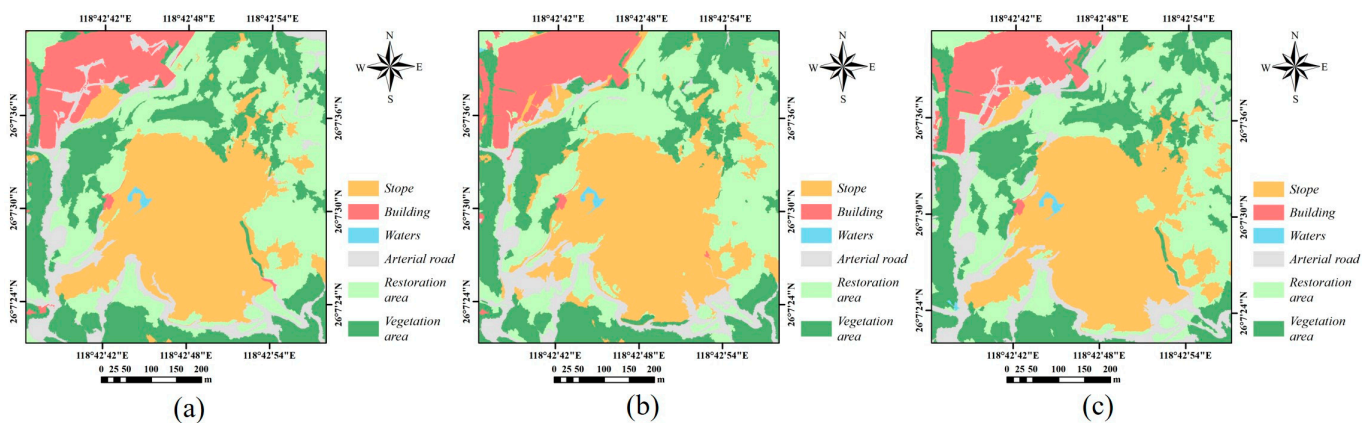 118°42'42"E 118°42'48"E 118°42'54"E
N
W E
S
26°7'36"N 26°7'36"N
26°7'30"N 26°7'30"N
26°7'24"N 26°7'24"N
Stope
Building
Waters
Arterial road
Restoration
area
Vegetation
area
118°42'42"E 118°42'48"E 118°42'54"E
0 25 50 100 150 200
m
(a)
118°42'42"E 118°42'48"E 118°42'54"E
N
W E
S
26°7'36"N 26°7'36"N
26°7'30"N 26°7'30"N
26°7'24"N 26°7'24"N
Stope
Building
Waters
Arterial road
Restoration
area
Vegetation
area
118°42'42"E 118°42'48"E 118°42'54"E
0 25 50 100 150 200
m
(b)
118°42'42"E 118°42'48"E 118°42'54"E
N
W E
S
26°7'36"N 26°7'36"N
26°7'30"N 26°7'30"N
26°7'24"N 26°7'24"N
Stope
Building
Waters
Arterial road
Restoration
area
Vegetation
area
118°42'42"E 118°42'48"E 118°42'54"E
0 25 50 100 150 200
m
(c)